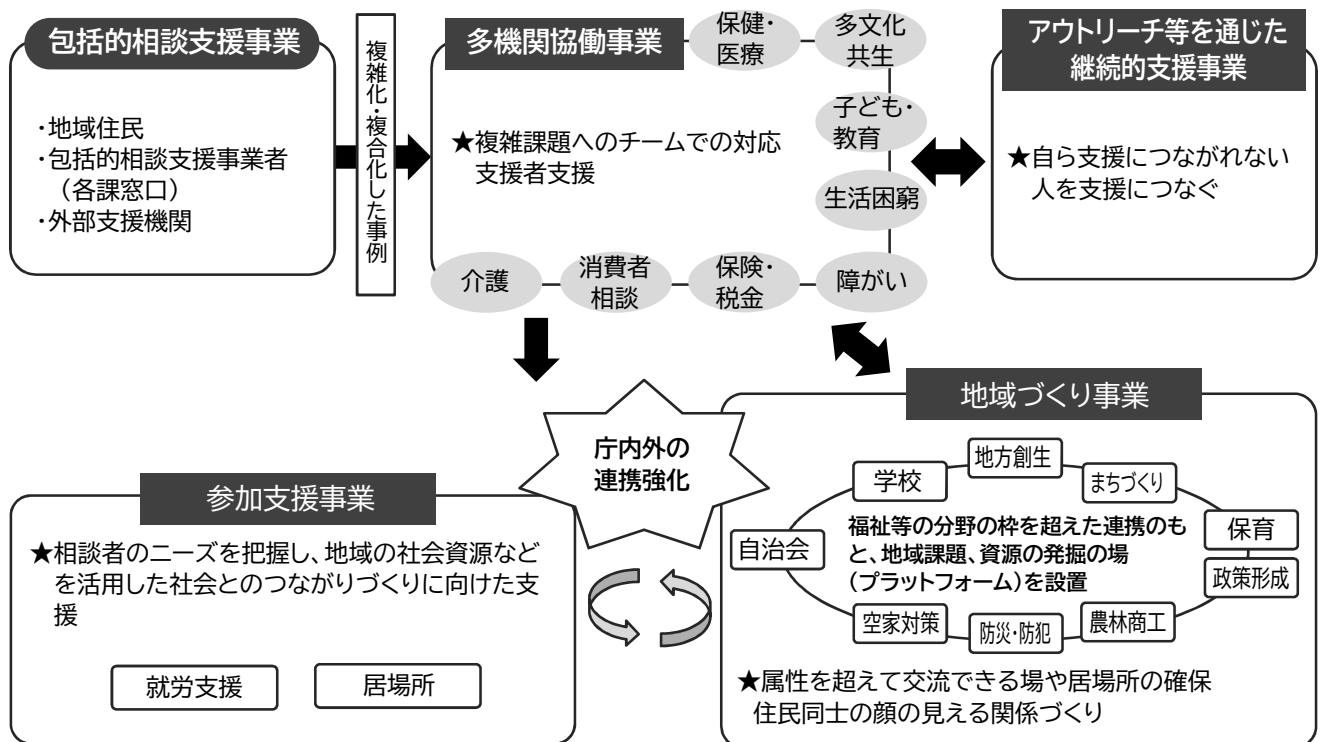 包括的相談支援事業
・地域住民
・包括的相談支援事業者
（各課窓口）
・外部支援機関
複雑化・複合化した事例
多機関協働事業
★複雑課題へのチームでの対応
支援者支援
保健・
医療
多文化
共生
子ども・
教育
生活困窮
障がい
保険・
税金
消費者
相談
介護
アウトリーチ等を通じた
継続的支援事業
★自ら支援につながれない
人を支援につなぐ
庁内外の
連携強化
参加支援事業
★相談者のニーズを把握し、地域の社会資源など
を活用した社会とのつながりづくりに向けた支
援
就労支援
居場所
地域づくり事業
地方創生
学校
まちづくり
自治会
保育
政策形成
福祉等の分野の枠を超えた連携のも
と、地域課題、資源の発掘の場
（プラットフォーム）を設置
空家対策
防災・防犯
農林商工
★属性を超えて交流できる場や居場所の確保
住民同士の顔の見える関係づくり